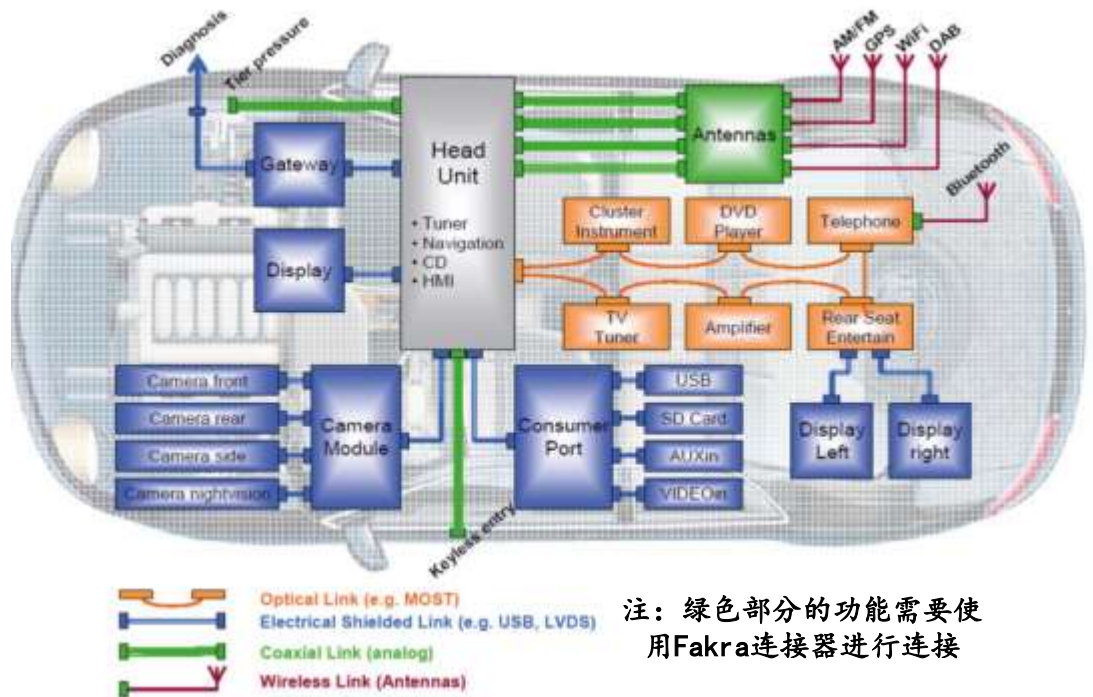 Diagnosis
Tier pressure
AM/FM
GPS
WiFi
DAB
Gateway
Head
Unit
• Tuner
• Navigation
• CD
• HMI
Antennas
Bluetooth
Display
Cluster
Instrument
DVD
Player
Telephone
TV
Tuner
Amplifier
Rear Seat
Entertain
Camera front
Camera rear
Camera side
Camera nightvision
Camera
Module
Consumer
Port
USB
SD Card
AUXin
VIDEOin
Display
Left
Display
right
Keyless entry
Optical Link (e.g. MOST)
Electrical Shielded Link (e.g. USB, LVDS)
Coaxial Link (analog)
Wireless Link (Antennas)
注：绿色部分的功能需要使
用Fakra连接器进行连接